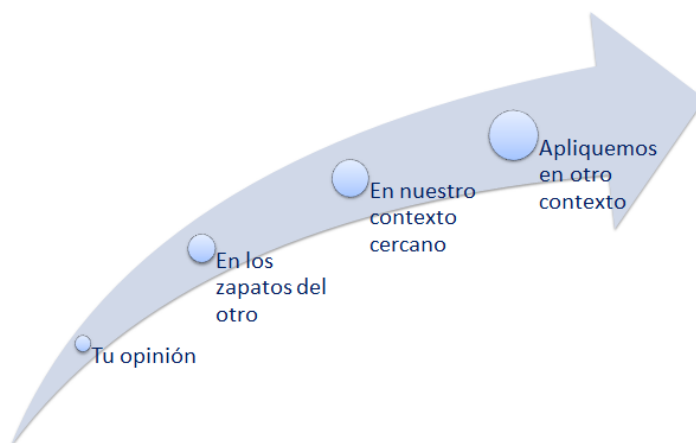 Tu opinión
En los
zapatos del
otro
En nuestro
contexto
cercano
Apliquemos
en otro
contexto